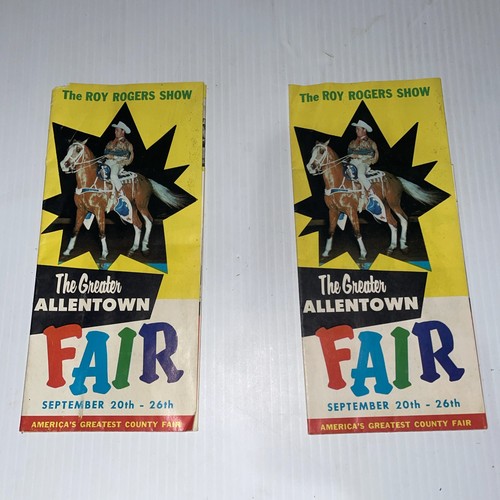 The ROY ROGERS SHOW
The Greater
ALLENTOWN
FAIR
SEPTEMBER 20th - 26th
AMERICA'S GREATEST COUNTY FAIR
The ROY ROGERS SHOW
The Greater
ALLENTOWN
FAIR
SEPTEMBER 20th - 26th
AMERICA'S GREATEST COUNTY FAIR